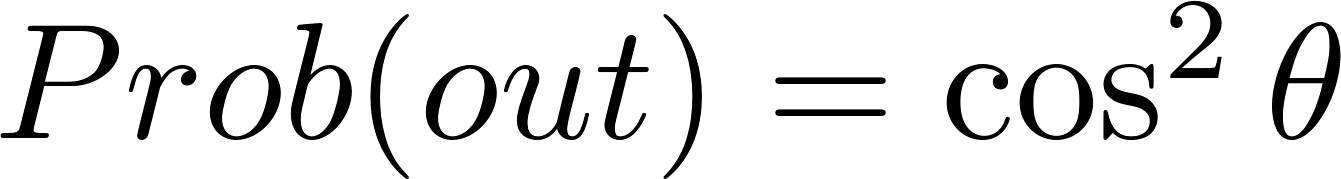 Prob(out) = cos² θ